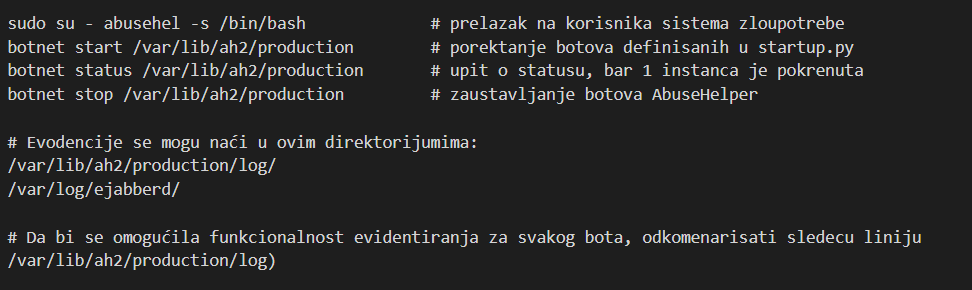 sudo su - abusehel -s /bin/bash # prelazak na korisnika sistema zloupotrebe
botnet start /var/lib/ah2/production # porektanje botova definisanih u startup.py
botnet status /var/lib/ah2/production # upit o statusu, bar 1 instanca je pokrenuta
botnet stop /var/lib/ah2/production # zaustavljanje botova AbuseHelper
# Evodencije se mogu naći u ovim direktorijumima:
/var/lib/ah2/production/log/
/var/log/ejabberd/
# Da bi se omogućila funkcionalnost evidentiranja za svakog bota, odkomenarisati sledecu liniju
/var/lib/ah2/production/log)